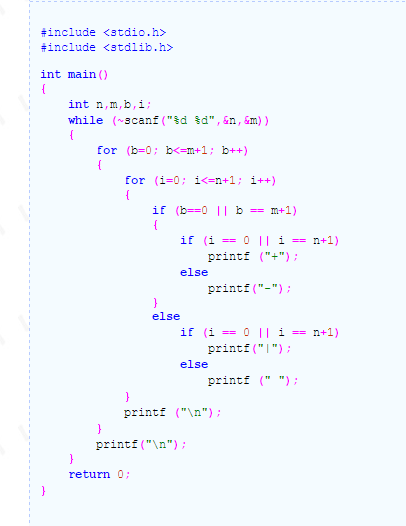 #include <stdio.h>
#include <stdlib.h>
int main()
{
int n,m,b,i;
while (~scanf("%d %d",&n,&m))
{
for (b=0; b<=m+1; b++)
{
for (i=0; i<=n+1; i++)
{
if (b==0 || b == m+1)
{
if (i == 0 || i == n+1)
printf ("+");
else
printf("-");
}
else
if (i == 0 || i == n+1)
printf("|");
else
printf (" ");
}
printf ("\n");
}
printf("\n");
}
return 0;
}